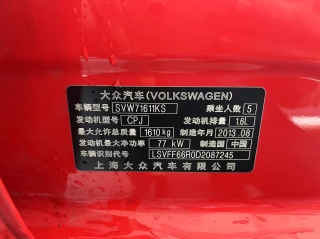 大众汽车(VOLKSWAGEN)
车辆型号 SVW71611KS 乘坐人数 5
发动机型号 CPJ 发动机排量 1.6L
最大允许总质量 1610kg 制造年月 2013.08
发动机最大净功率 77 kW 制造国 中国
车辆识别代号 LSVFF66R0D2087245
上海大众汽车有限公司